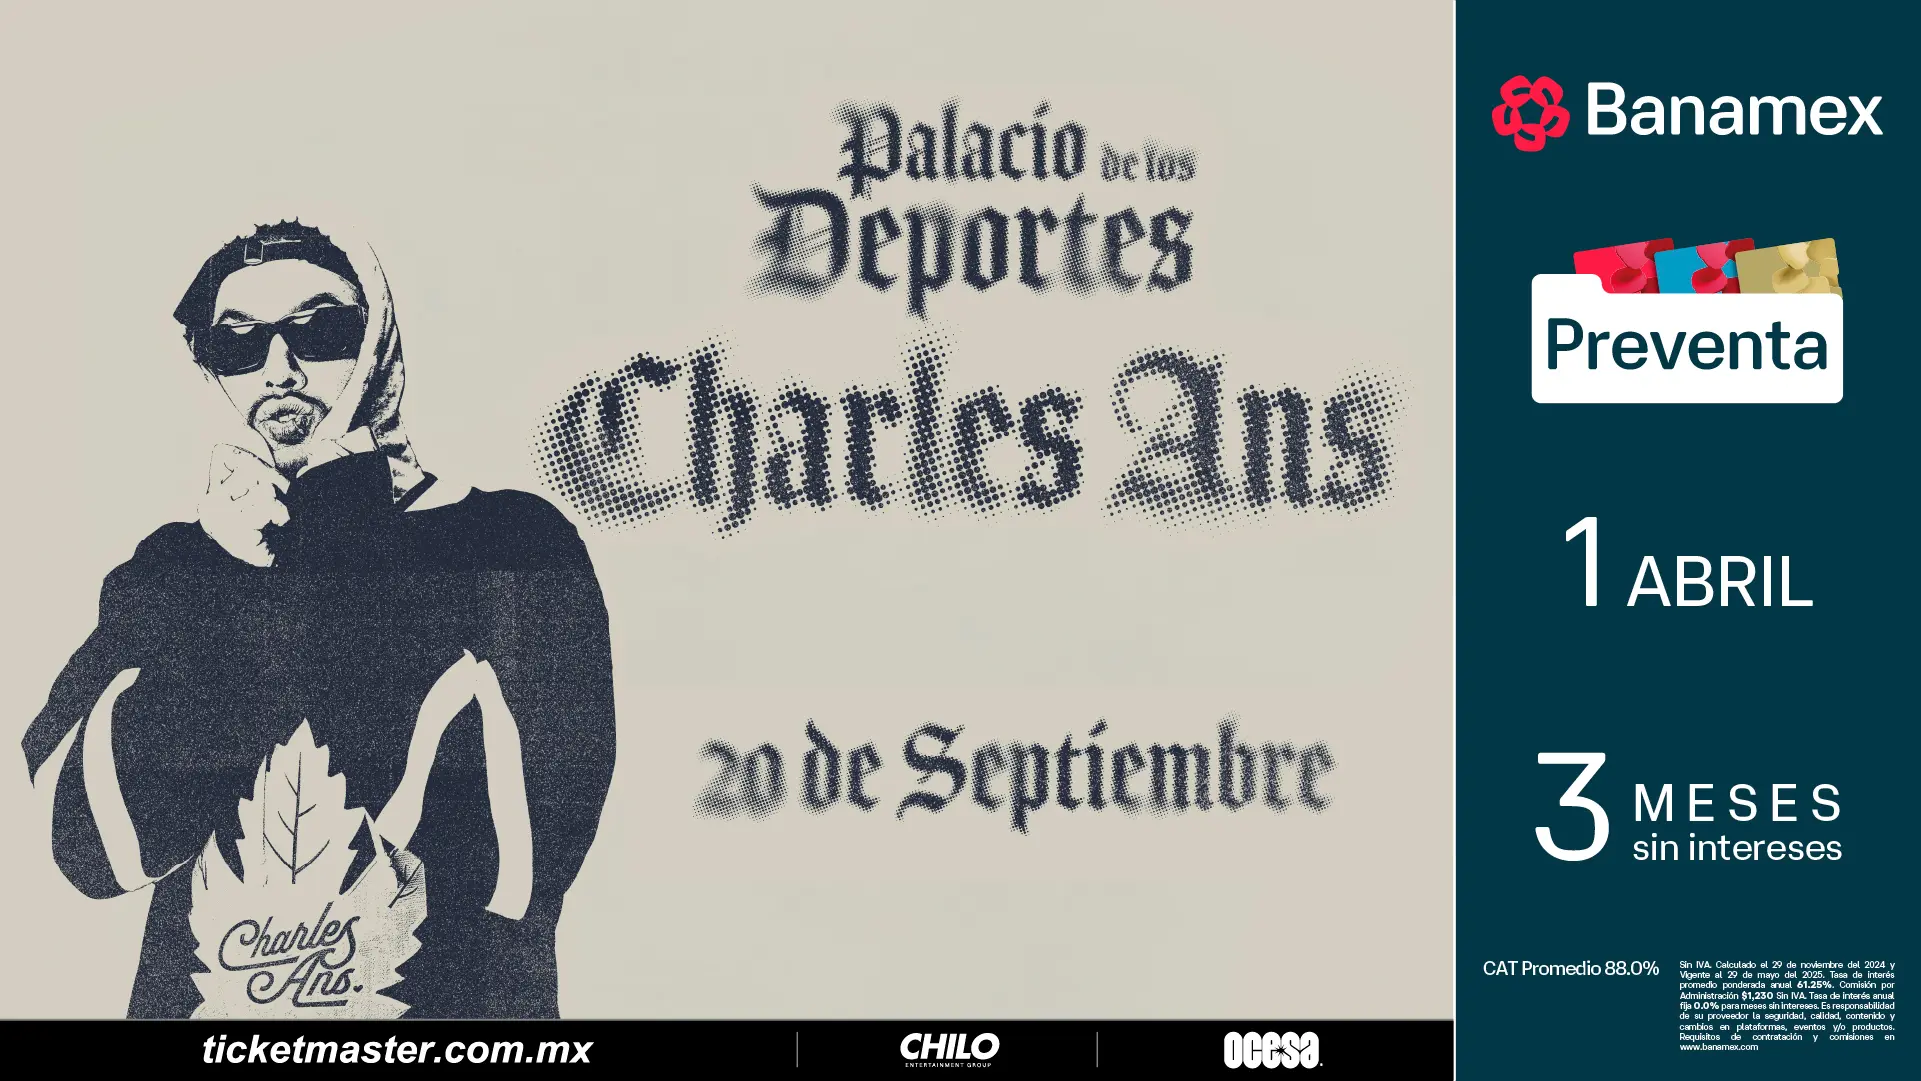 Palacio de los
Deportes
Charles Ans
20 de Septiembre
Charles
Ans.
ticketmaster.com.mx
CHILO
ENTERTAINMENT GROUP
OCESA
Banamex
Preventa
1 ABRIL
3 MESES
sin intereses
CAT Promedio 88.0%
Sin IVA. Calculado el 29 de noviembre del 2024 y
Vigente al 29 de mayo del 2025. Tasa de interés
promedio ponderada anual 61.25%. Comisión por
Administración $1,230 Sin IVA. Tasa de interés anual
fija 0.0% para meses sin intereses. Es responsabilidad
de su proveedor la seguridad, calidad, contenido y
cambios en plataformas, eventos y/o productos.
Requisitos de contratación y comisiones en
www.banamex.com